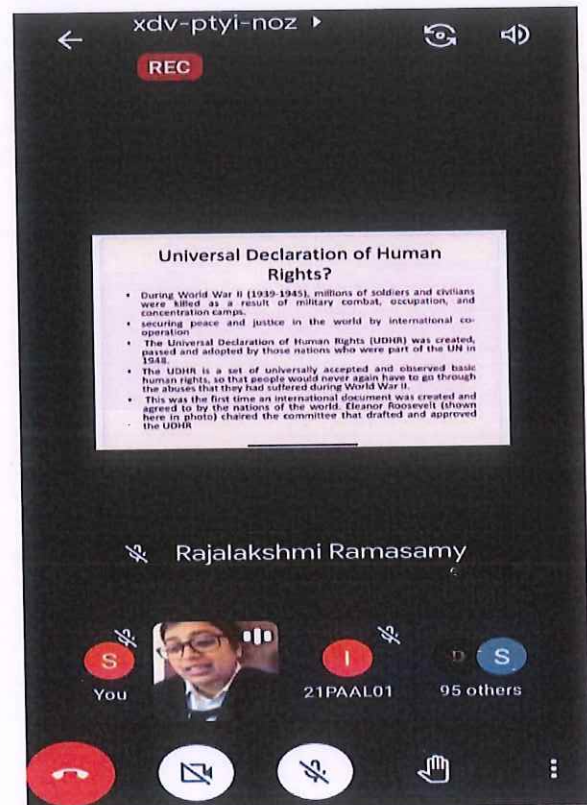 xdv-ptyi-noz
REC
Universal Declaration of Human
Rights?
• During World War II (1939-1945), millions of soldiers and civilians
were killed as a result of military combat, occupation, and
concentration camps.
• securing peace and justice in the world by international co-
operation
• The Universal Declaration of Human Rights (UDHR) was created,
passed and adopted by those nations who were part of the UN in
1948.
• The UDHR is a set of universally accepted and observed basic
human rights, so that people would never again have to go through
the abuses that they had suffered during World War II.
• This was the first time an international document was created and
agreed to by the nations of the world. Eleanor Roosevelt (shown
here in photo) chaired the committee that drafted and approved
the UDHR
Rajalakshmi Ramasamy
S
I
D
S
You
21PAAL01
95 others